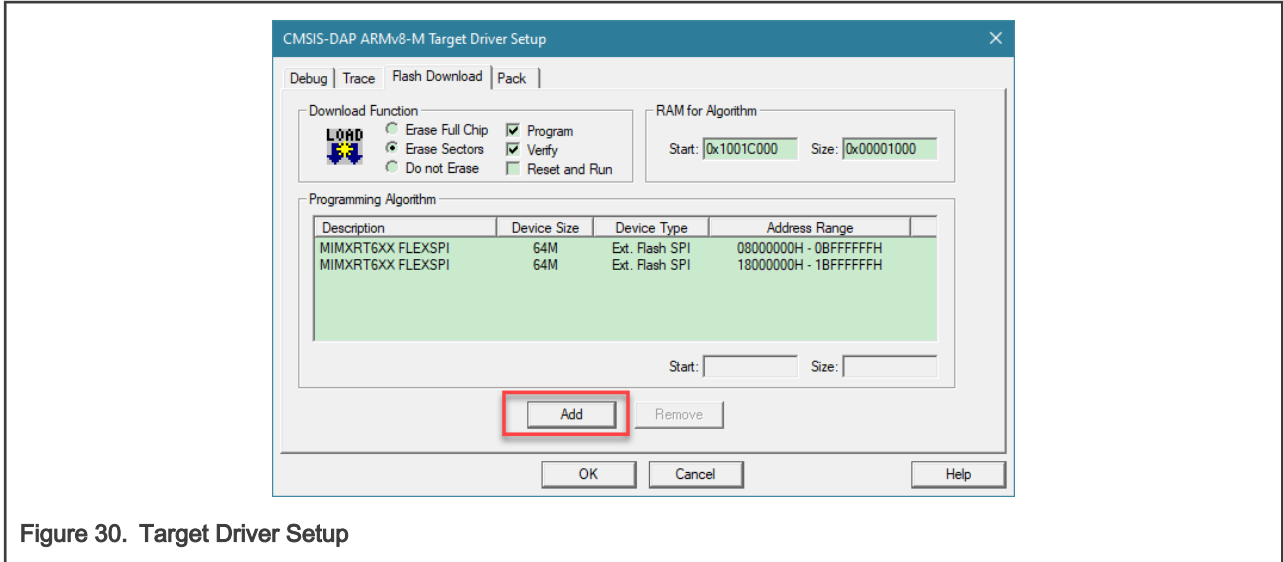 CMSIS-DAP ARMv8-M Target Driver Setup
Debug Trace Flash Download Pack
Download Function
LOAD
Erase Full Chip
Erase Sectors
Do not Erase
Program
Verify
Reset and Run
RAM for Algorithm
Start: 0x1001C000 Size: 0x00001000
Programming Algorithm
Description Device Size Device Type Address Range
MIMXRT6XX FLEXSPI 64M Ext. Flash SPI 08000000H - 0BFFFFFFH
MIMXRT6XX FLEXSPI 64M Ext. Flash SPI 18000000H - 1BFFFFFFH
Start: Size:
Add Remove
OK Cancel Help
Figure 30. Target Driver Setup